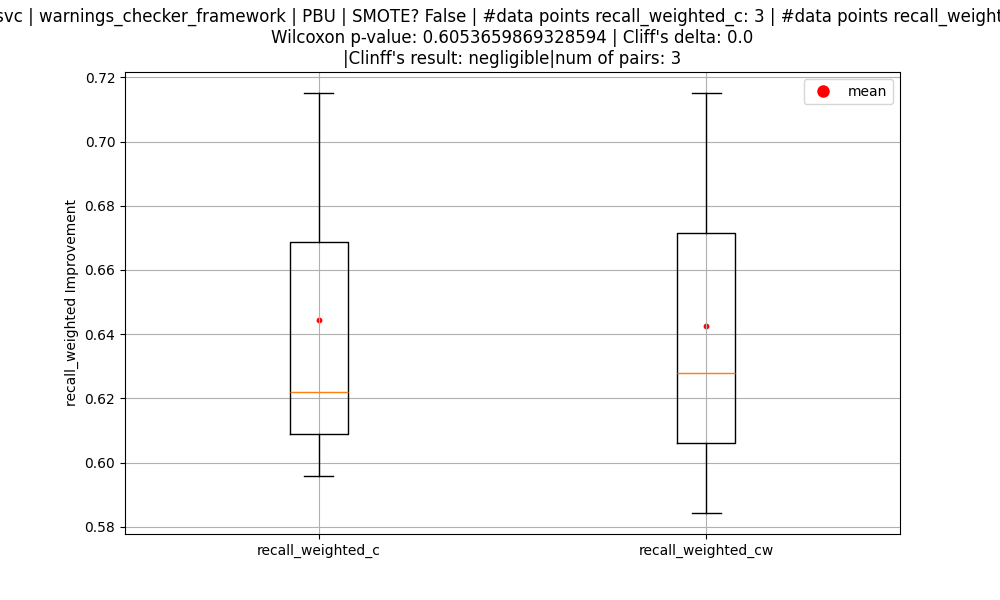 svc | warnings_checker_framework | PBU | SMOTE? False | #data points recall_weighted_c: 3 | #data points
Wilcoxon p-value: 0.6053659869328594 | Cliff's delta: 0.0
|Clinff's result: negligible|num of pairs: 3
mean
0.72
0.70
0.68
0.66
0.64
0.62
0.60
0.58
recall_weighted Improvement
recall_weighted_c
recall_weighted_cw